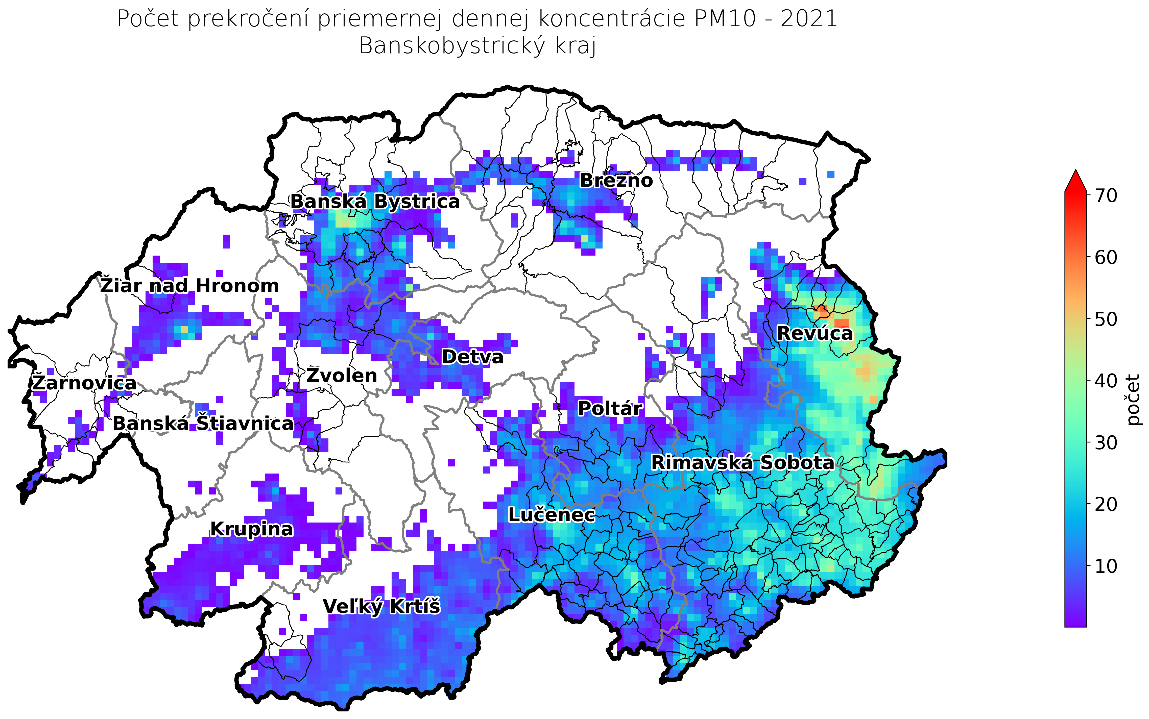 Počet prekročení priemernej dennej koncentrácie PM10 - 2021
Banskobystrický kraj
Brezno
Banská Bystrica
Žiar nad Hronom
Revúca
Detva
Žvolen
Žarnovica
Poltár
Banská Štiavnica
Rimavská Sobota
Lučenec
Krupina
Veľký Krtíš
70
60
50
40
30
20
10
počet